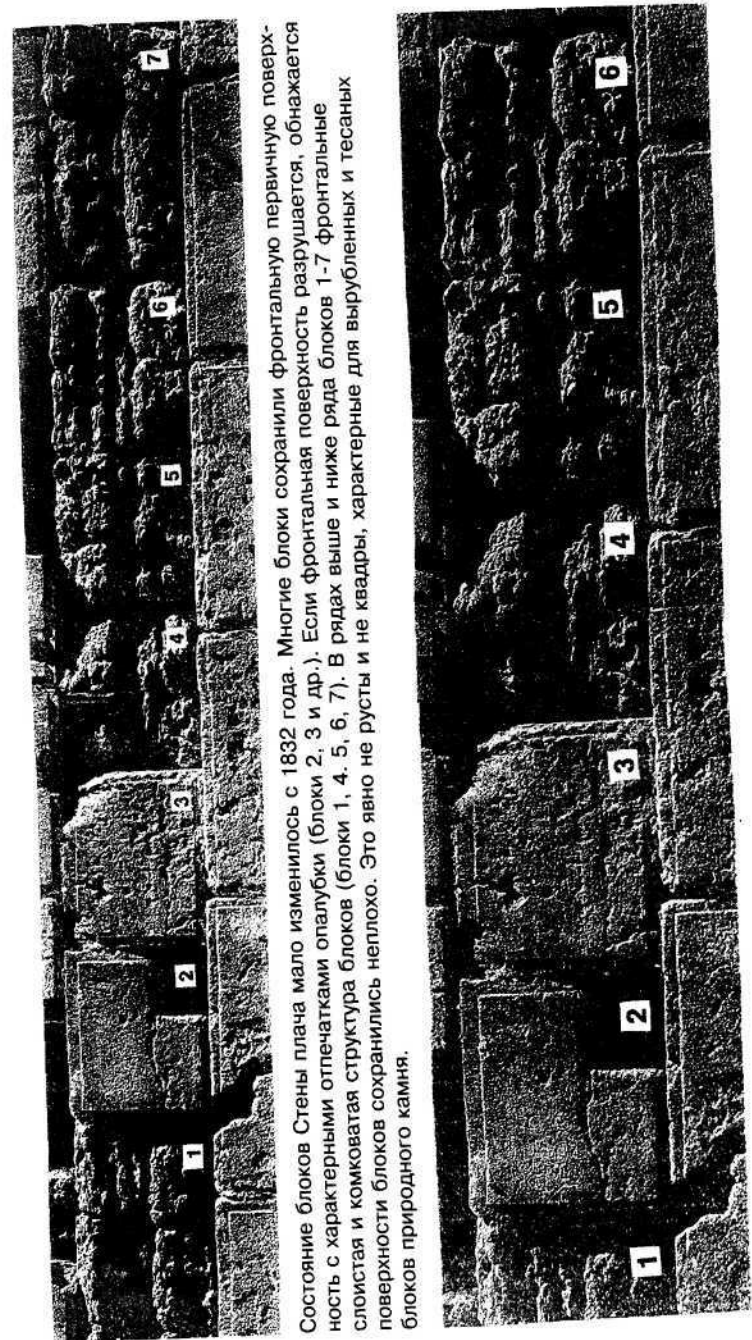 1
2
3
4
5
6
7
Состояние блоков Стены плача мало изменилось с 1832 года. Многие блоки сохранили фронтальную первичную поверх-
ность с характерными отпечатками опалубки (блоки 2, 3 и др.). Если фронтальная поверхность разрушается, обнажается
слоистая и комковатая структура блоков (блоки 1, 4. 5, 6, 7). В рядах выше и ниже ряда блоков 1-7 фронтальные
поверхности блоков сохранились неплохо. Это явно не русты и не квадры, характерные для вырубленных и тесаных
блоков природного камня.
1
2
3
4
5
6